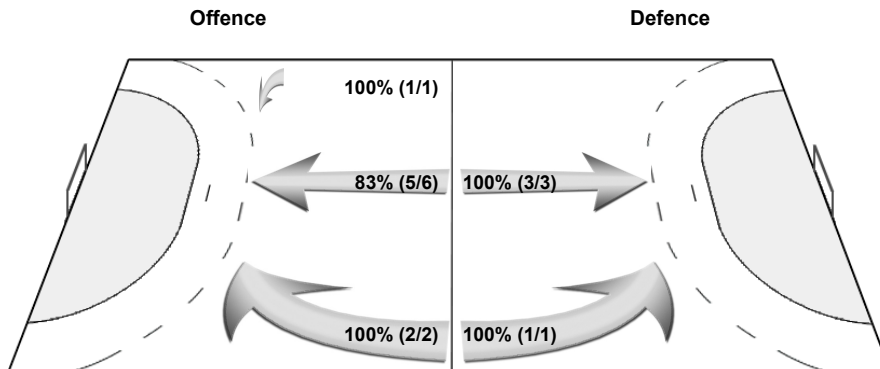 Offence Defence
100% (1/1)
83% (5/6) 100% (3/3)
100% (2/2) 100% (1/1)